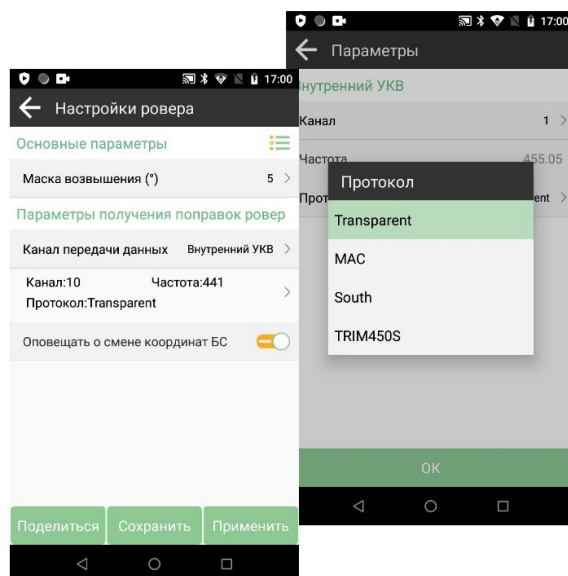 17:00
Настройки ровера
Основные параметры
Маска возвышения (°) 5
Параметры получения поправок ровер
Канал передачи данных Внутренний УКВ
Канал:10 Частота:441
Протокол:Transparent
Оповещать о смене координат БС
Поделиться Сохранить Применить
17:00
Параметры
нутренний УКВ
Канал 1
Частота 455.05
Прот ent
Протокол
Transparent
MAC
South
TRIM450S
OK